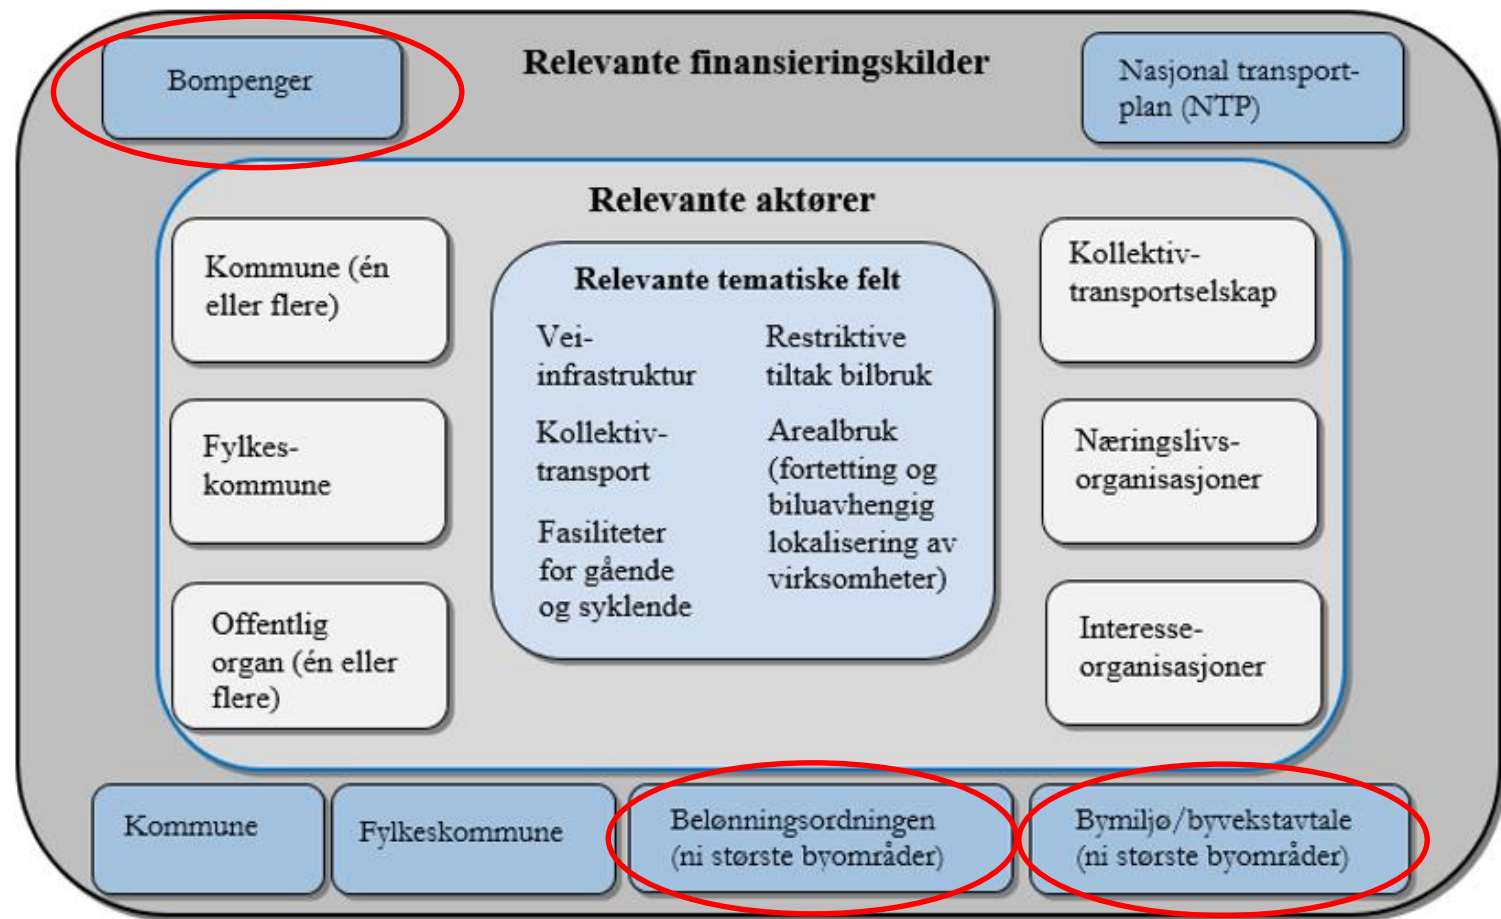 Relevante finansieringskilder
Bompenger
Nasjonal transport-
plan (NTP)
Relevante aktører
Kommune (én
eller flere)
Fylkes-
kommune
Offentlig
organ (én eller
flere)
Relevante tematiske felt
Vei-
infrastruktur
Kollektiv-
transport
Fasiliteter
for gående
og syklende
Restriktive
tiltak bilbruk
Arealbruk
(fortetting og
biluavhengig
lokalisering av
virksomheter)
Kollektiv-
transportselskap
Næringslivs-
organisasjoner
Interesse-
organisasjoner
Kommune
Fylkeskommune
Belønningsordningen
(ni største byområder)
Bymiljø/byvekstavtale
(ni største byområder)